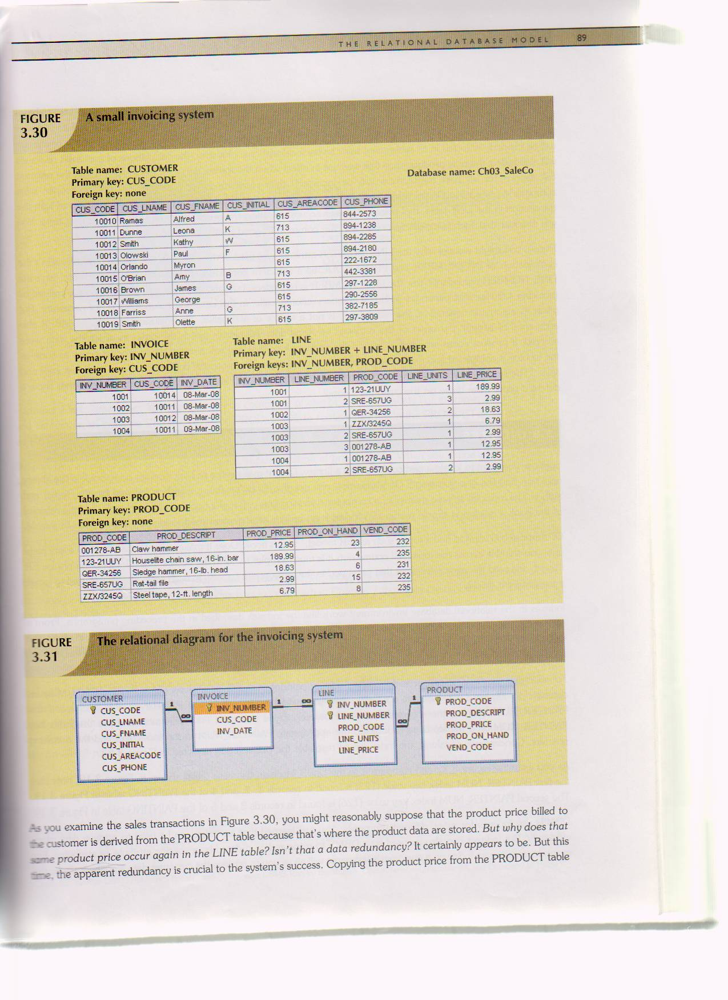 THE RELATIONAL DATABASE MODEL 89
FIGURE 3.30 A small invoicing system
Table name: CUSTOMER
Primary key: CUS_CODE
Foreign key: none
Database name: Ch03_SaleCo
CUS_CODE CUS_LNAME CUS_FNAME CUS_INITIAL CUS_AREACODE CUS_PHONE
10010 Ramas Alfred A 615 844-2573
10011 Dunne Leona K 713 894-1238
10012 Smith Kathy W 615 894-2285
10013 Olowski Paul F 615 894-2180
10014 Orlando Myron 615 222-1672
10015 O'Brian Amy B 713 442-3381
10016 Brown James G 615 297-1228
10017 Williams George 615 290-2556
10018 Farriss Anne G 713 382-7185
10019 Smith Olette K 615 297-3809
Table name: INVOICE
Primary key: INV_NUMBER
Foreign key: CUS_CODE
INV_NUMBER CUS_CODE INV_DATE
1001 10014 08-Mar-08
1002 10011 08-Mar-08
1003 10012 08-Mar-08
1004 10011 09-Mar-08
Table name: LINE
Primary key: INV_NUMBER + LINE_NUMBER
Foreign keys: INV_NUMBER, PROD_CODE
INV_NUMBER LINE_NUMBER PROD_CODE LINE_UNITS LINE_PRICE
1001 1 123-21UUY 1 189.99
1001 2 SRE-657UG 3 2.99
1002 1 QER-34256 2 18.63
1003 1 ZZX/3245Q 1 6.79
1003 2 SRE-657UG 1 2.99
1003 3 001278-AB 1 12.95
1004 1 001278-AB 1 12.95
1004 2 SRE-657UG 2 2.99
Table name: PRODUCT
Primary key: PROD_CODE
Foreign key: none
PROD_CODE PROD_DESCRIPT PROD_PRICE PROD_ON_HAND VEND_CODE
001278-AB Claw hammer 12.95 23 232
123-21UUY Houselite chain saw, 16-in. bar 189.99 4 235
QER-34256 Sledge hammer, 16-lb. head 18.63 6 231
SRE-657UG Rat-tail file 2.99 15 232
ZZX/3245Q Steel tape, 12-ft. length 6.79 8 235
FIGURE 3.31 The relational diagram for the invoicing system
CUSTOMER
CUS_CODE
CUS_LNAME
CUS_FNAME
CUS_INITIAL
CUS_AREACODE
CUS_PHONE
1 ∞
INVOICE
INV_NUMBER
CUS_CODE
INV_DATE
1 ∞
LINE
INV_NUMBER
LINE_NUMBER
PROD_CODE
LINE_UNITS
LINE_PRICE
∞ 1
PRODUCT
PROD_CODE
PROD_DESCRIPT
PROD_PRICE
PROD_ON_HAND
VEND_CODE
As you examine the sales transactions in Figure 3.30, you might reasonably suppose that the product price billed to
the customer is derived from the PRODUCT table because that's where the product data are stored. But why does that
same product price occur again in the LINE table? Isn't that a data redundancy? It certainly appears to be. But this
time, the apparent redundancy is crucial to the system's success. Copying the product price from the PRODUCT table